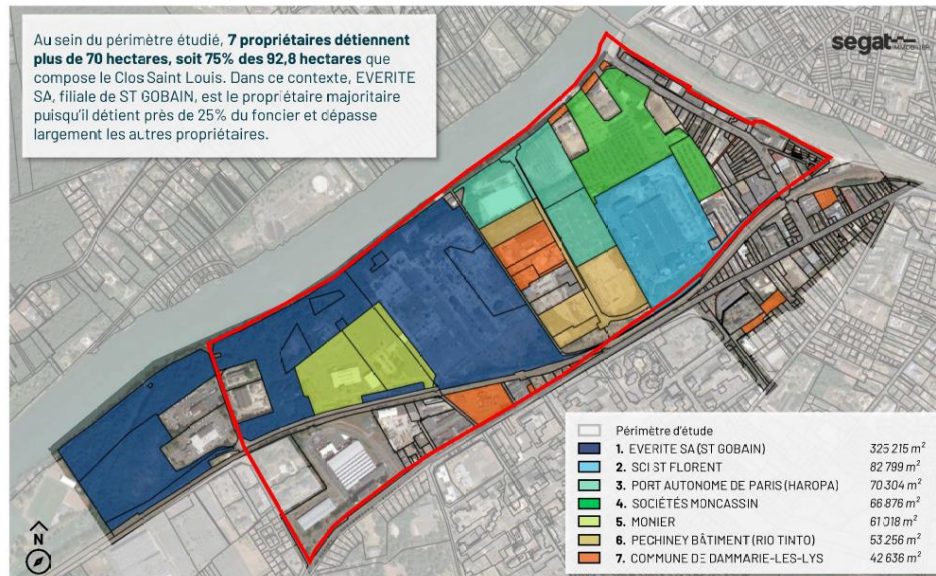 Au sein du périmètre étudié, 7 propriétaires détiennent
plus de 70 hectares, soit 75% des 92,8 hectares que
compose le Clos Saint Louis. Dans ce contexte, EVERITE
SA, filiale de ST GOBAIN, est le propriétaire majoritaire
puisqu'il détient près de 25% du foncier et dépasse
largement les autres propriétaires.
segat
IMMOBILIER
Périmètre d'étude
1. EVERITE SA (ST GOBAIN) 325 215 m²
2. SCI ST FLORENT 82 799 m²
3. PORT AUTONOME DE PARIS (HAROPA) 70 304 m²
4. SOCIÉTÉS MONCASSIN 66 876 m²
5. MONIER 61 018 m²
6. PECHINEY BÂTIMENT (RIO TINTO) 53 256 m²
7. COMMUNE DE DAMMARIE-LES-LYS 42 636 m²
N